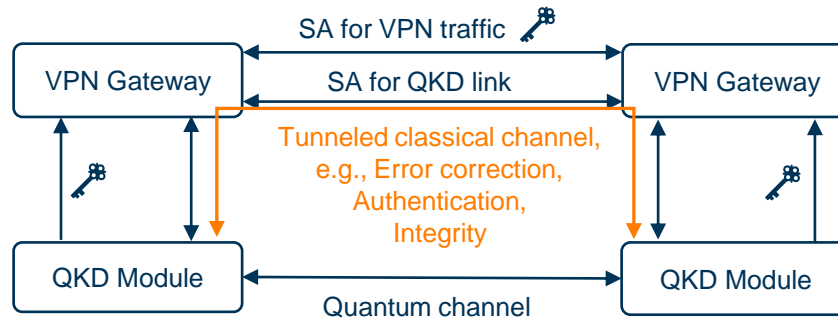 SA for VPN traffic
VPN Gateway
VPN Gateway
SA for QKD link
Tunneled classical channel,
e.g., Error correction,
Authentication,
Integrity
QKD Module
QKD Module
Quantum channel